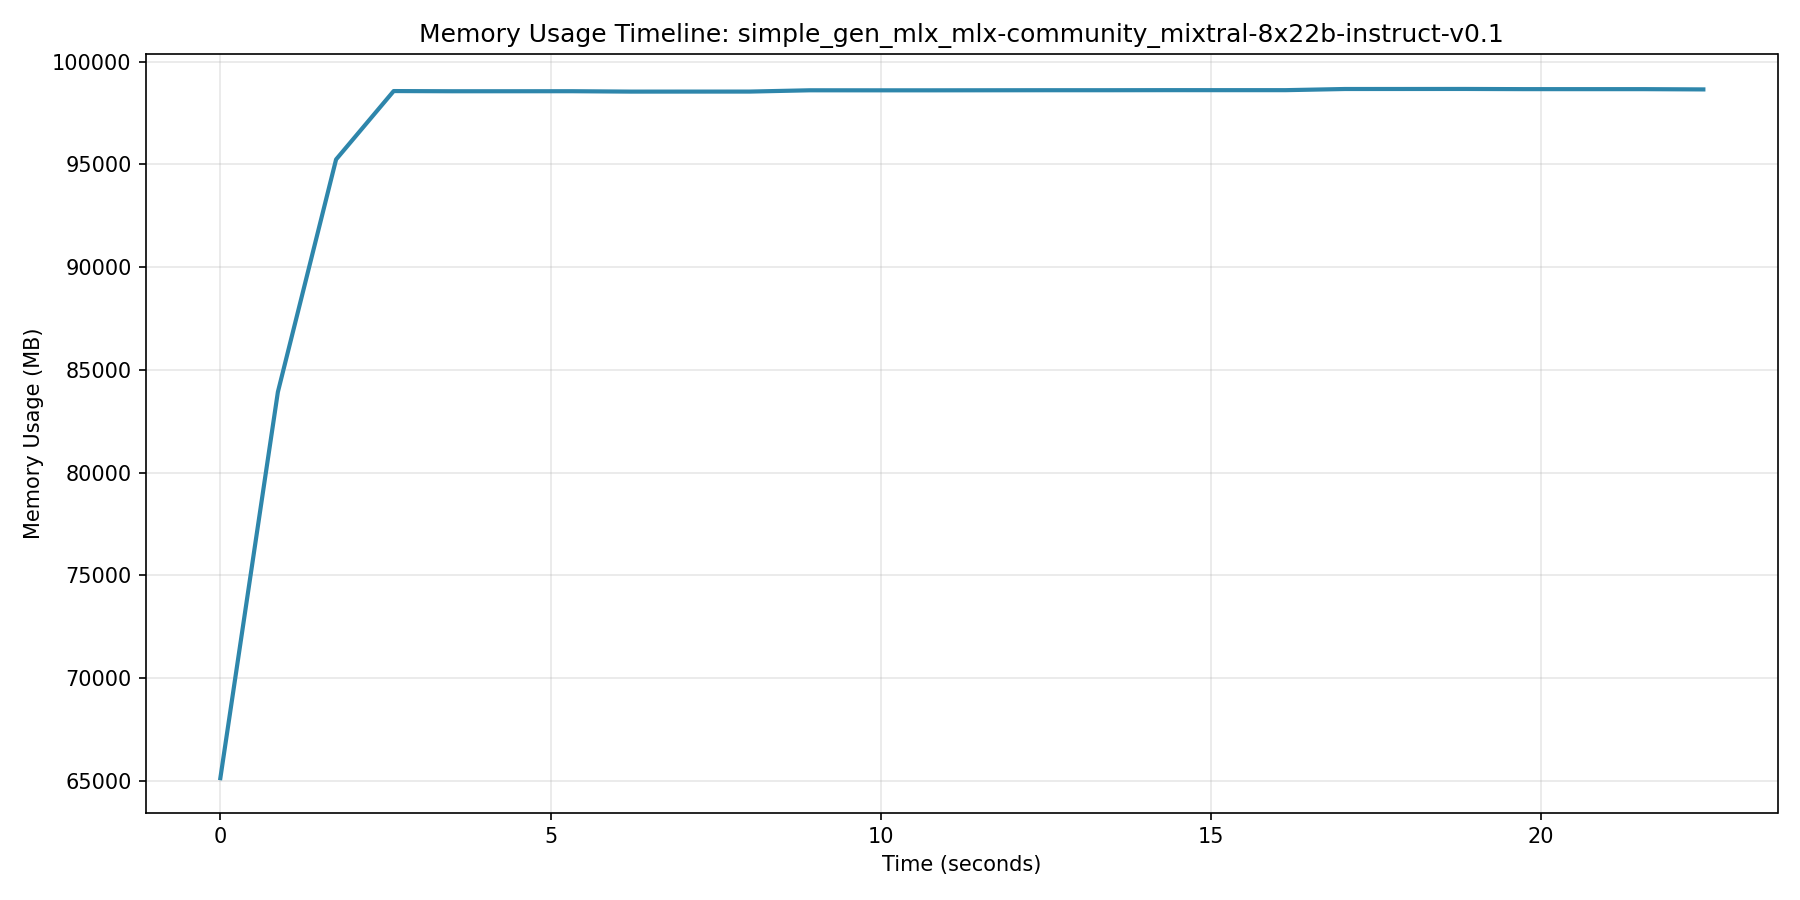 Memory Usage Timeline: simple_gen_mlx_mlx-community_mixtral-8x22b-instruct-v0.1
100000
95000
90000
85000
80000
75000
70000
65000
Memory Usage (MB)
0 5 10 15 20
Time (seconds)